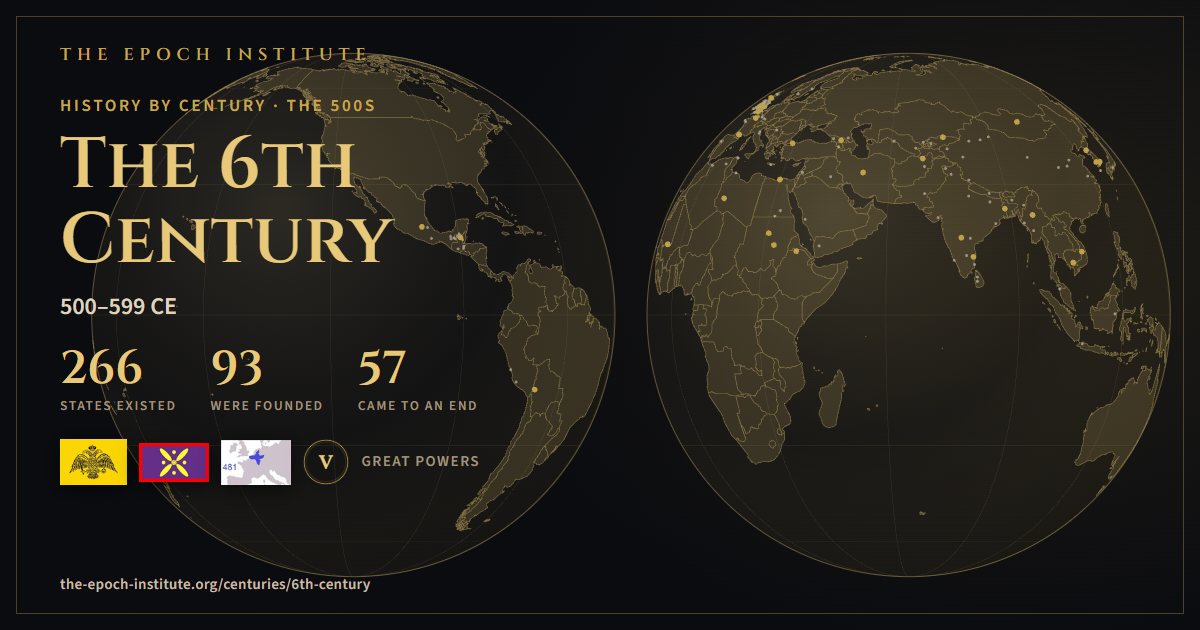 THE EPOCH INSTITUTE
HISTORY BY CENTURY · THE 500S
THE 6TH
CENTURY
500–599 CE
266 93 57
STATES EXISTED WERE FOUNDED CAME TO AN END
481
V
GREAT POWERS
the-epoch-institute.org/centuries/6th-century